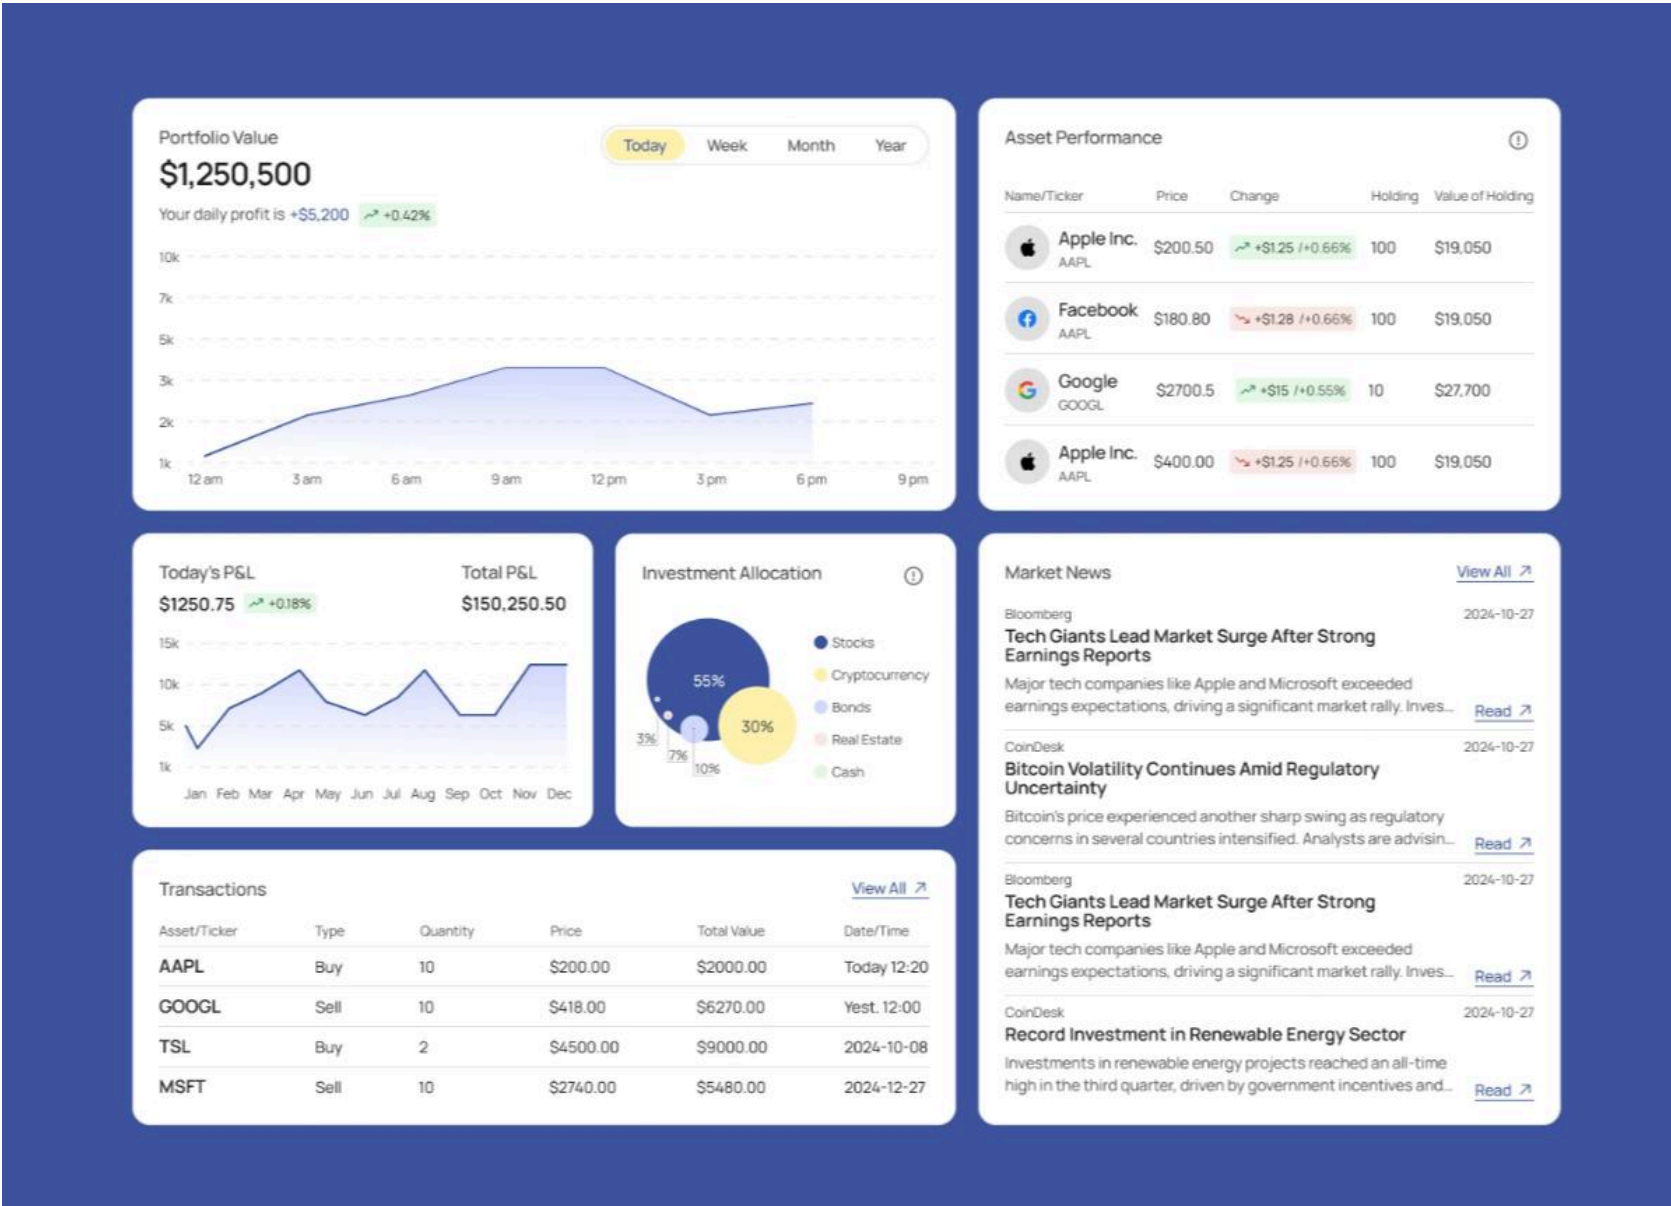 Portfolio Value
$1,250,500
Your daily profit is +$5,200 +0.42%
Today Week Month Year
10k
7k
5k
3k
2k
1k
12 am 3 am 6 am 9 am 12 pm 3 pm 6 pm 9 pm
Asset Performance
Name/Ticker Price Change Holding Value of Holding
Apple Inc.
AAPL
$200.50 +$1.25 /+0.66% 100 $19,050
Facebook
AAPL
$180.80 +$1.28 /+0.66% 100 $19,050
Google
GOOGL
$2700.5 +$15 /+0.55% 10 $27,700
Apple Inc.
AAPL
$400.00 +$1.25 /+0.66% 100 $19,050
Today's P&L
$1250.75 +0.18%
Total P&L
$150,250.50
15k
10k
5k
1k
Jan Feb Mar Apr May Jun Jul Aug Sep Oct Nov Dec
Investment Allocation
55%
30%
3%
7%
10%
Stocks
Cryptocurrency
Bonds
Real Estate
Cash
Market News
View All
Bloomberg 2024-10-27
Tech Giants Lead Market Surge After Strong
Earnings Reports
Major tech companies like Apple and Microsoft exceeded
earnings expectations, driving a significant market rally. Inves... Read
CoinDesk 2024-10-27
Bitcoin Volatility Continues Amid Regulatory
Uncertainty
Bitcoin's price experienced another sharp swing as regulatory
concerns in several countries intensified. Analysts are advisin... Read
Bloomberg 2024-10-27
Tech Giants Lead Market Surge After Strong
Earnings Reports
Major tech companies like Apple and Microsoft exceeded
earnings expectations, driving a significant market rally. Inves... Read
CoinDesk 2024-10-27
Record Investment in Renewable Energy Sector
Investments in renewable energy projects reached an all-time
high in the third quarter, driven by government incentives and... Read
Transactions
View All
Asset/Ticker Type Quantity Price Total Value Date/Time
AAPL Buy 10 $200.00 $2000.00 Today 12:20
GOOGL Sell 10 $418.00 $6270.00 Yest. 12:00
TSL Buy 2 $4500.00 $9000.00 2024-10-08
MSFT Sell 10 $2740.00 $5480.00 2024-12-27